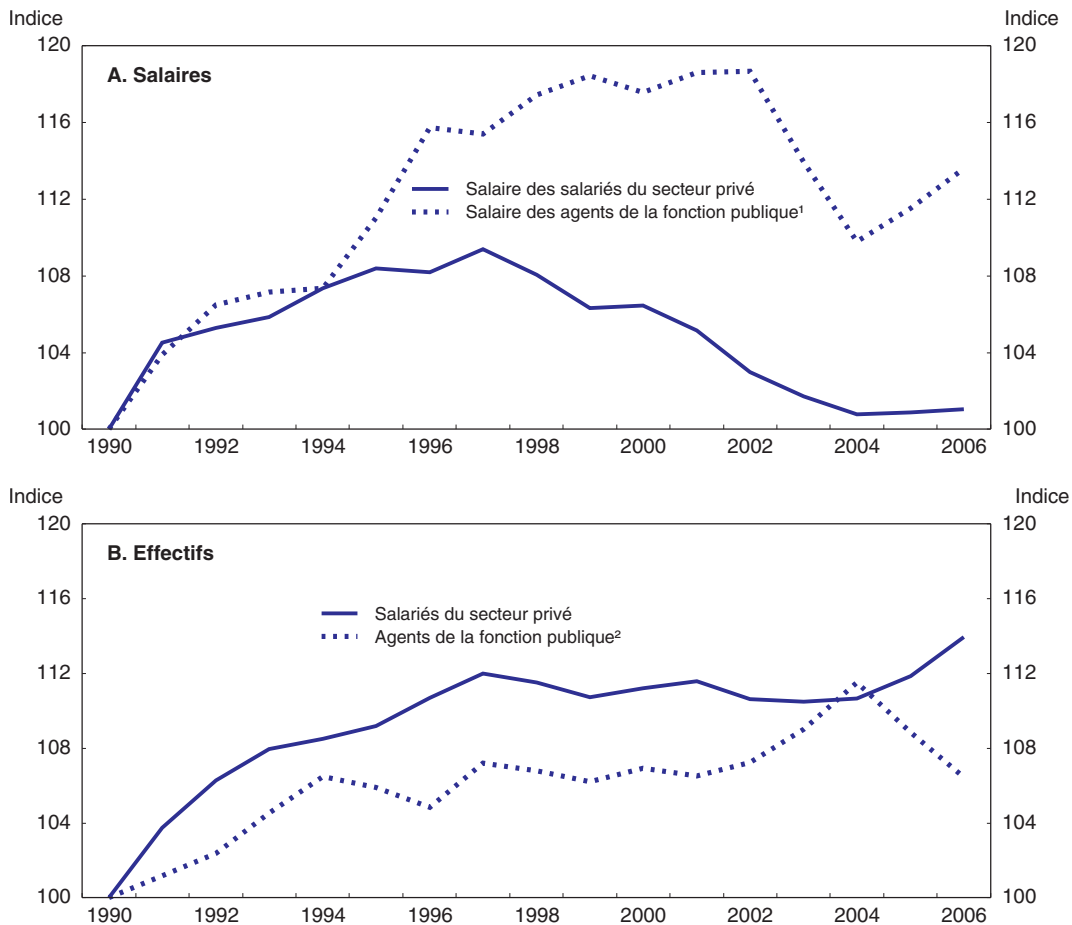 Indice Indice
120 120
A. Salaires
116 116
Salaire des salariés du secteur privé
112 112
Salaire des agents de la fonction publique¹
108 108
104 104
100 100
1990 1992 1994 1996 1998 2000 2002 2004 2006
Indice Indice
120 120
B. Effectifs
116 116
Salariés du secteur privé
Agents de la fonction publique²
112 112
108 108
104 104
100 100
1990 1992 1994 1996 1998 2000 2002 2004 2006